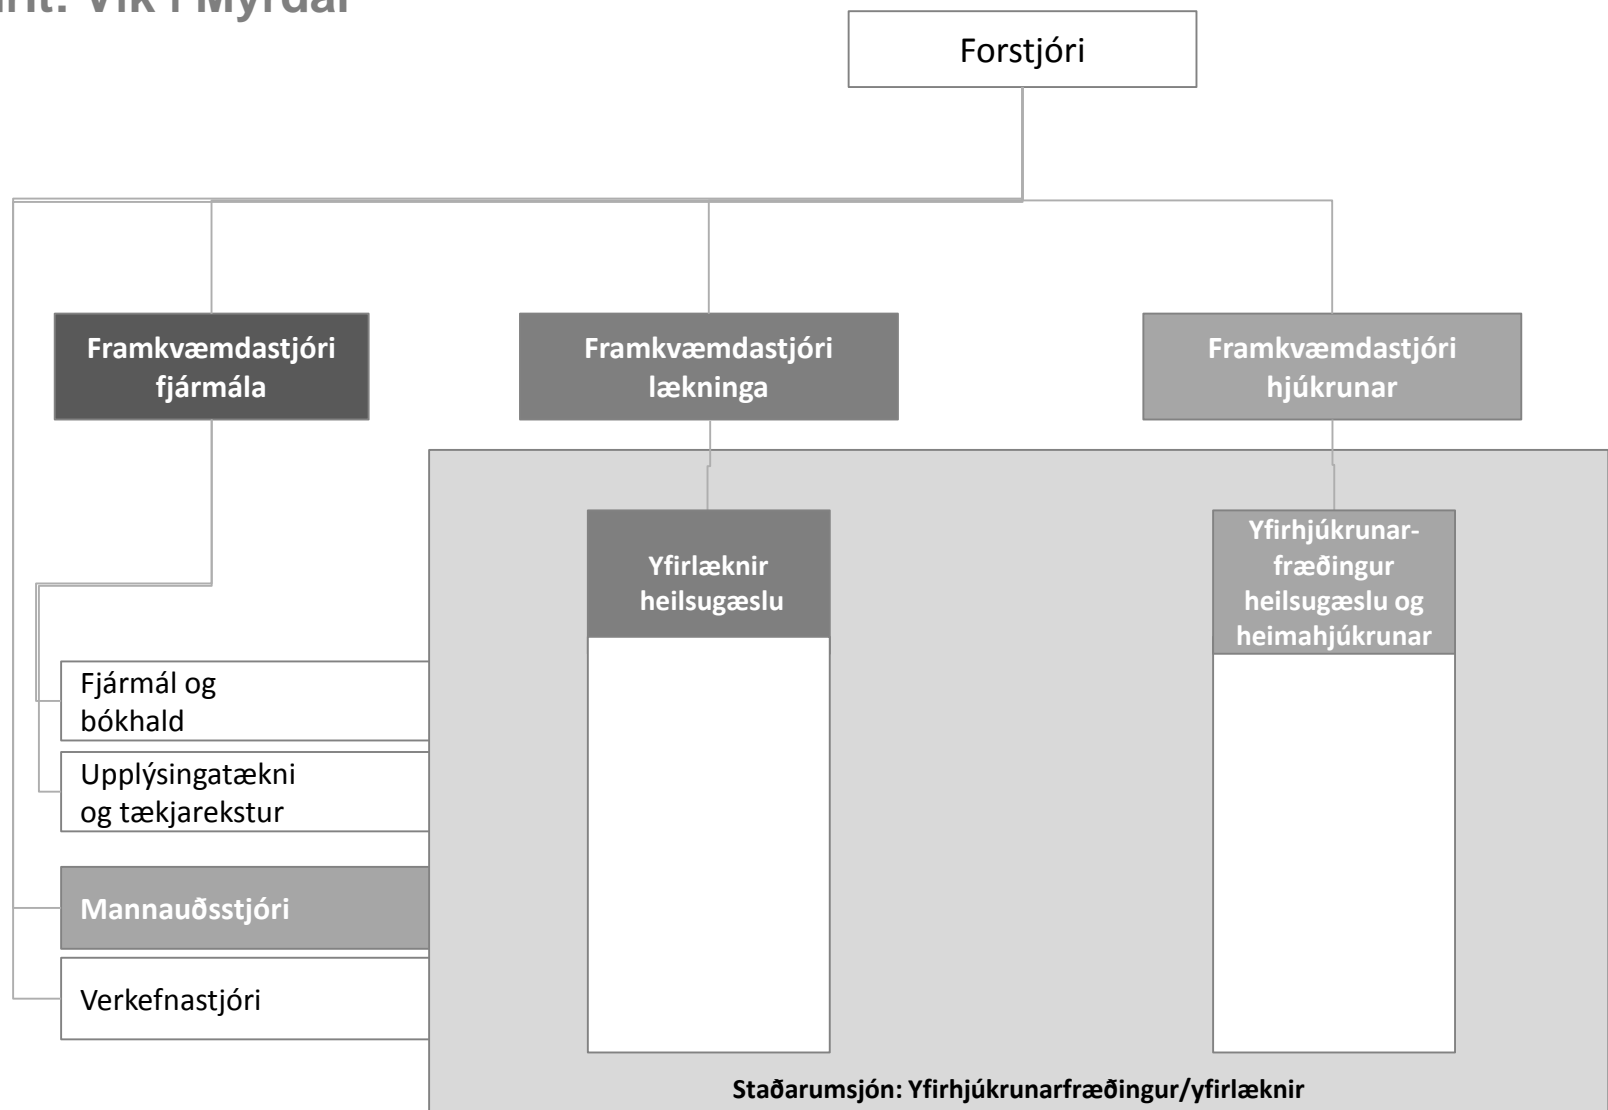 Vík í Mýrdal
Forstjóri
Framkvæmdastjóri
fjármála
Framkvæmdastjóri
lækninga
Framkvæmdastjóri
hjúkrunar
Yfirlæknir
heilsugæslu
Yfirhjúkrunar-
fræðingur
heilsugæslu og
heimahjúkrunar
Fjármál og
bókhald
Upplýsingatækni
og tækjarekstur
Mannauðsstjóri
Verkefnastjóri
Staðarumsjón: Yfirhjúkrunarfræðingur/yfirlæknir